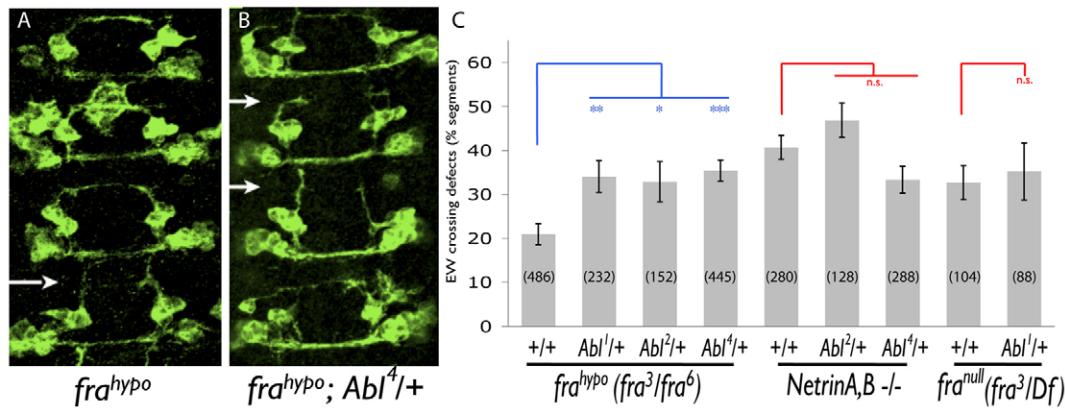 A
B
C
fra^hypo
fra^hypo; Abl^4/+
EW crossing defects (% segments)
60
50
40
30
20
10
0
**
*
***
n.s.
n.s.
(486)
(232)
(152)
(445)
(280)
(128)
(288)
(104)
(88)
+/+
Abl^1/+
Abl^2/+
Abl^4/+
+/+
Abl^2/+
Abl^4/+
+/+
Abl^1/+
fra^hypo (fra^3/fra^6)
NetrinA,B -/-
fra^null (fra^3/Df)